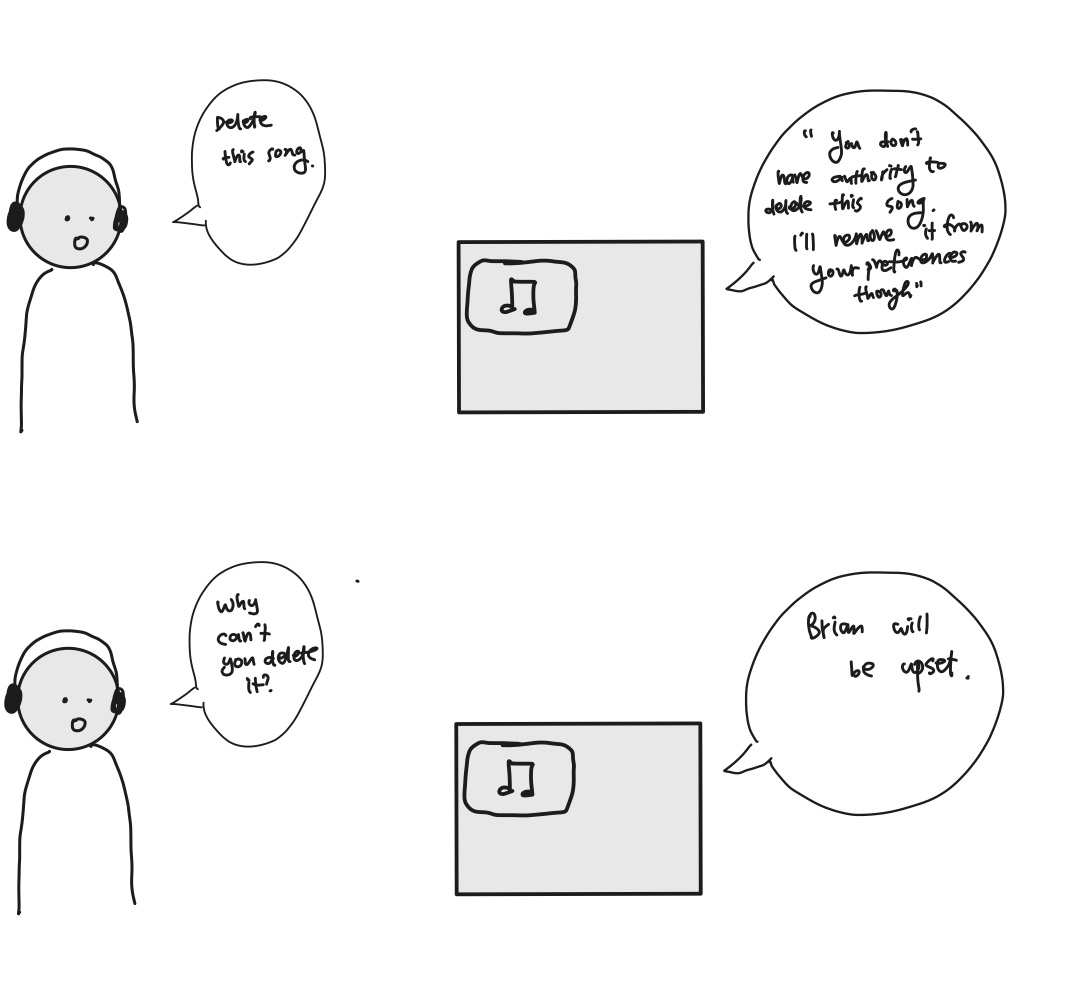 Delete
this song.
" You don't
have authority to
delete this song.
I'll remove it from
your preferences
though"
Why
can't
you delete
it?
Brian will
be upset.